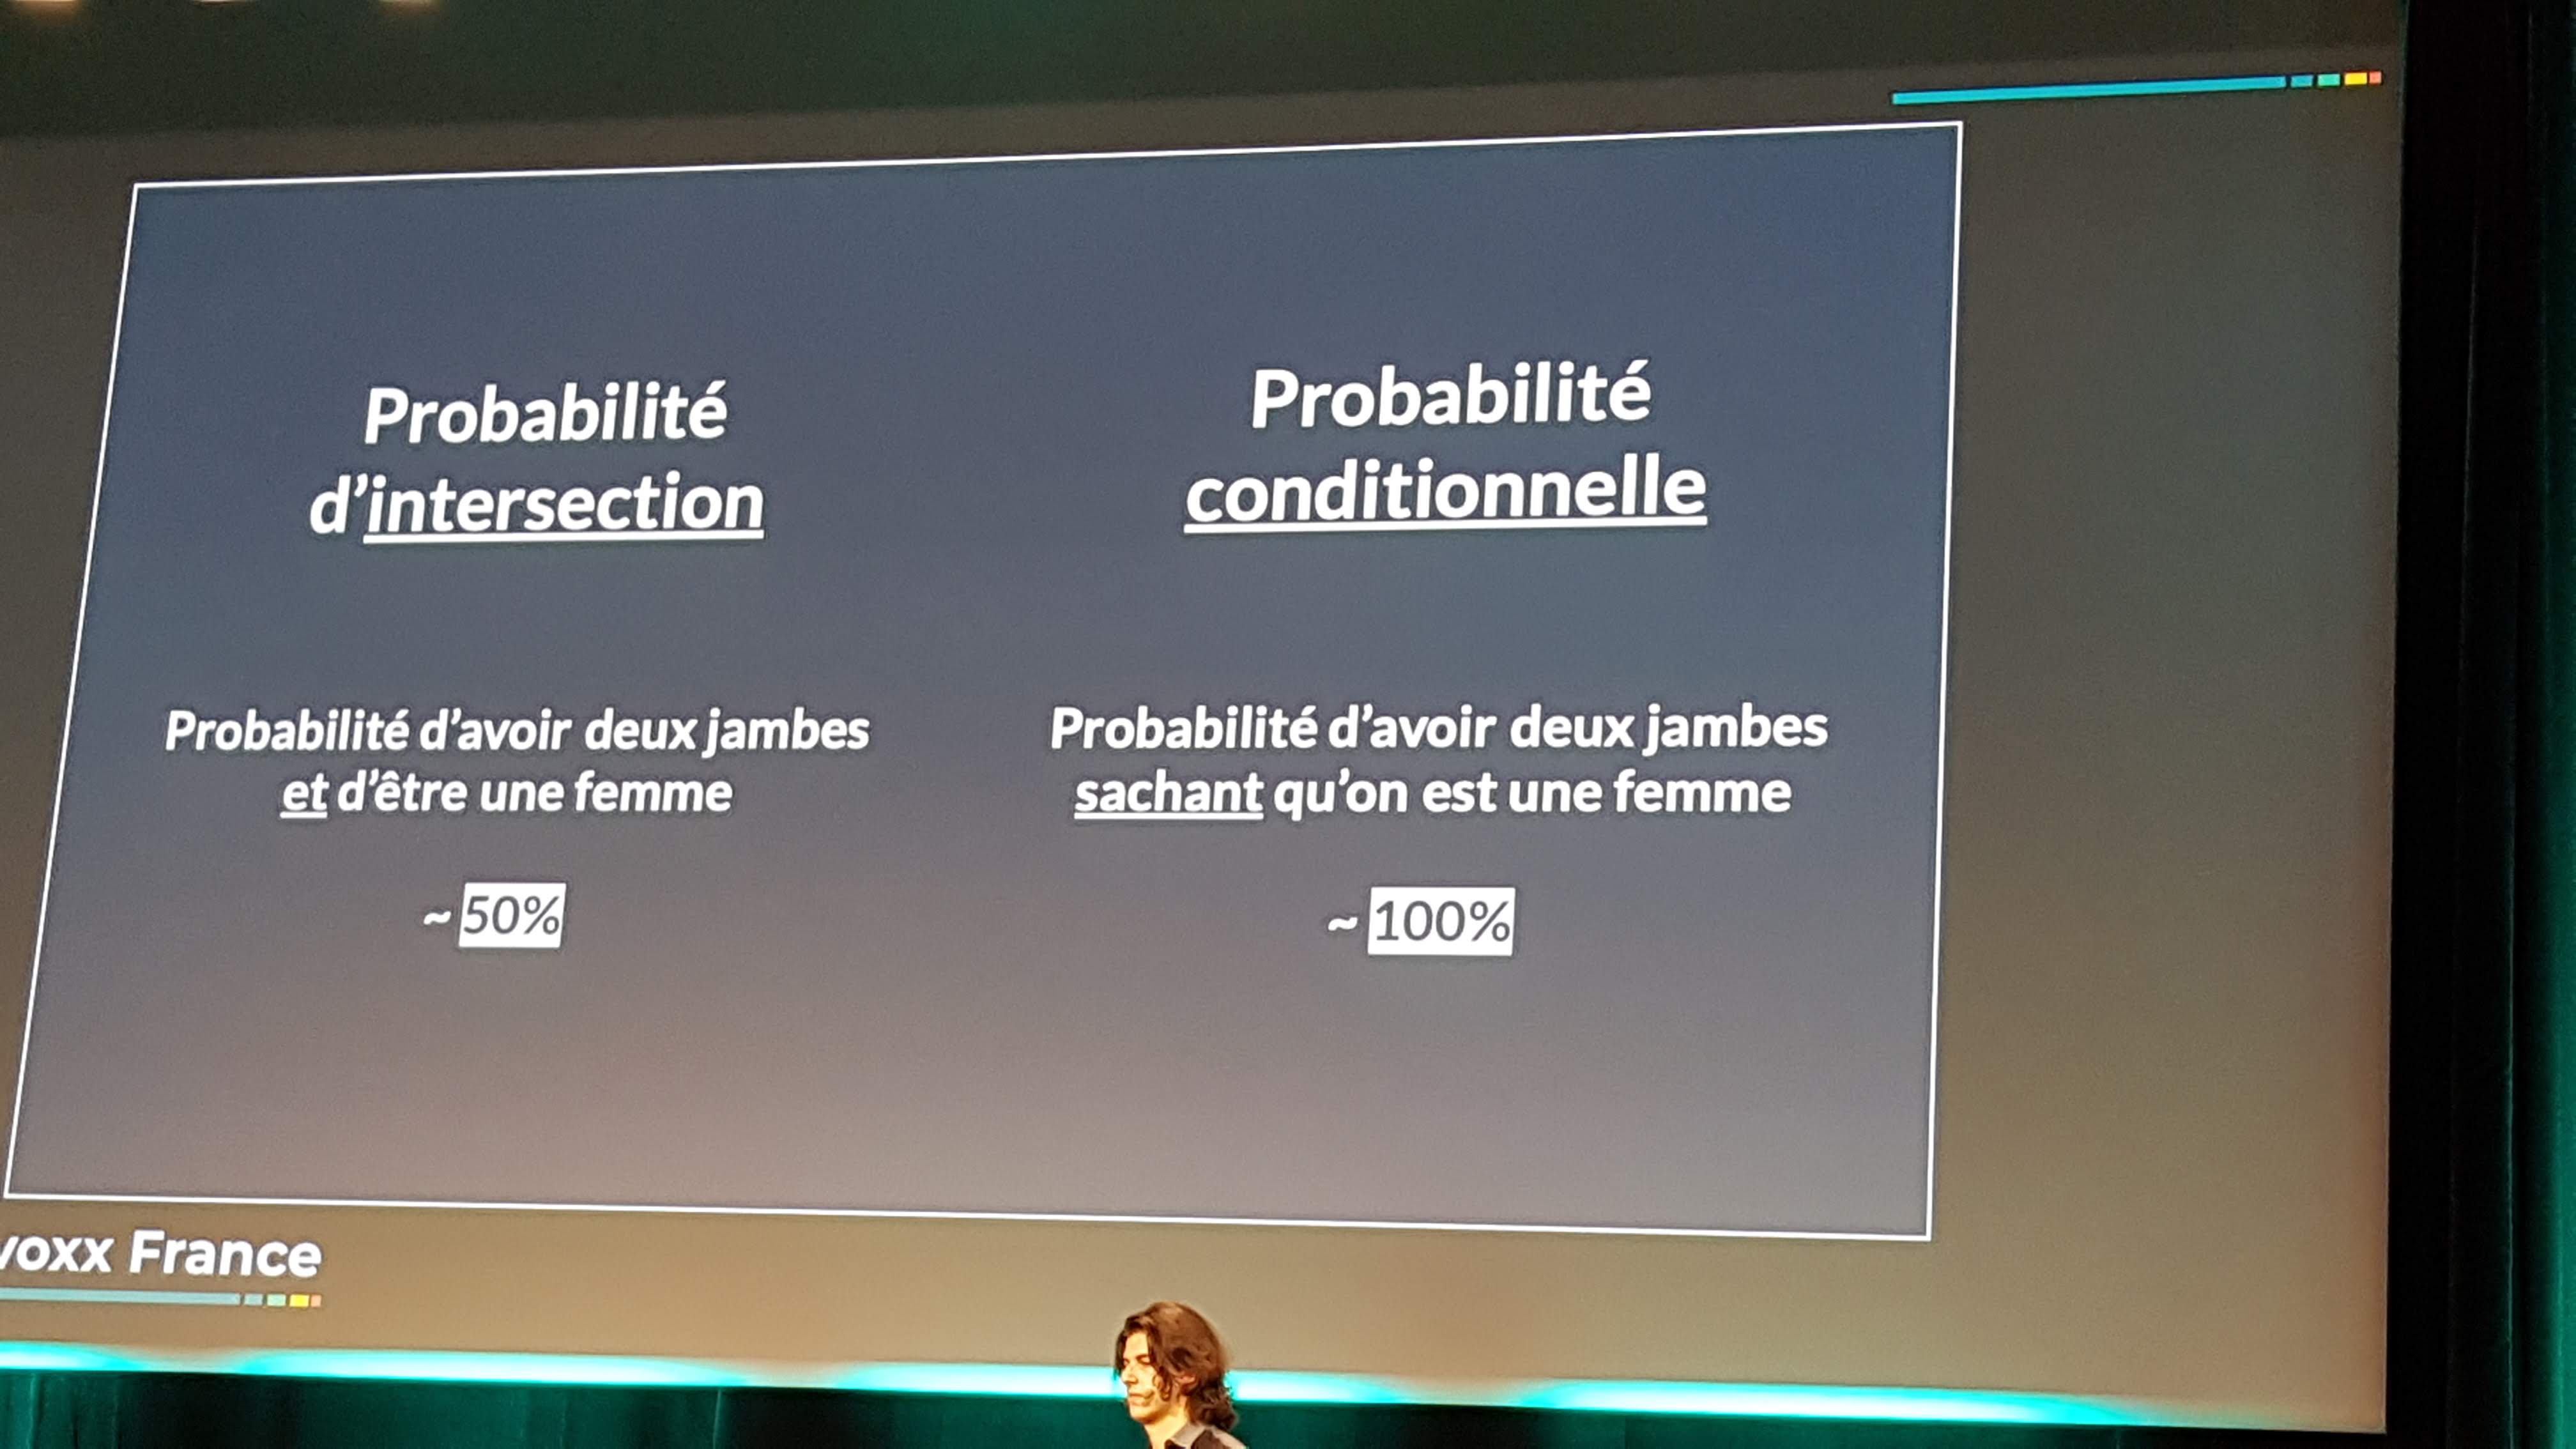 Probabilité
d’intersection
Probabilité d’avoir deux jambes
et d’être une femme
~ 50%
Probabilité
conditionnelle
Probabilité d’avoir deux jambes
sachant qu’on est une femme
~ 100%
voxx France